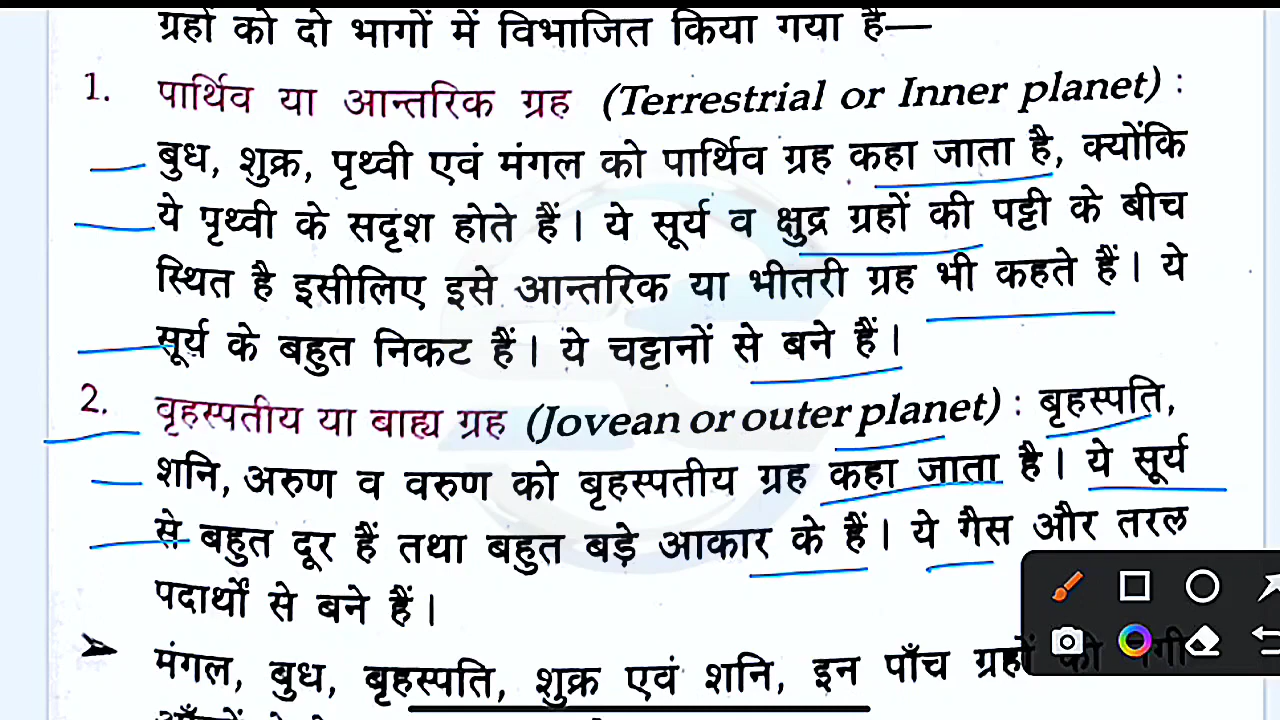 ग्रहों को दो भागों में विभाजित किया गया है—
1. पार्थिव या आन्तरिक ग्रह (Terrestrial or Inner planet) :
बुध, शुक्र, पृथ्वी एवं मंगल को पार्थिव ग्रह कहा जाता है, क्योंकि
ये पृथ्वी के सदृश होते हैं। ये सूर्य व क्षुद्र ग्रहों की पट्टी के बीच
स्थित है इसीलिए इसे आन्तरिक या भीतरी ग्रह भी कहते हैं। ये
सूर्य के बहुत निकट हैं। ये चट्टानों से बने हैं।
2. वृहस्पतीय या बाह्य ग्रह (Jovean or outer planet) : बृहस्पति,
शनि, अरुण व वरुण को बृहस्पतीय ग्रह कहा जाता है। ये सूर्य
से बहुत दूर हैं तथा बहुत बड़े आकार के हैं। ये गैस और तरल
पदार्थों से बने हैं।
➢ मंगल, बुध, बृहस्पति, शुक्र एवं शनि, इन पाँच ग्रहों को